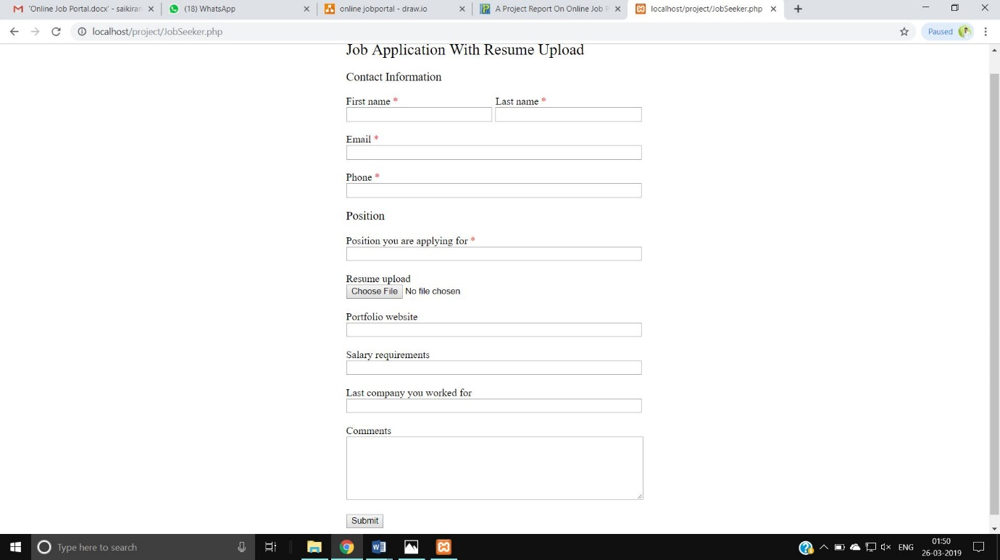 'Online Job Portal.docx' - saikiran
(18) WhatsApp
online jobportal - draw.io
A Project Report On Online Job P
localhost/project/JobSeeker.php
localhost/project/JobSeeker.php
Paused
Job Application With Resume Upload
Contact Information
First name * Last name *
Email *
Phone *
Position
Position you are applying for *
Resume upload
Choose File No file chosen
Portfolio website
Salary requirements
Last company you worked for
Comments
Submit
Type here to search
ENG
01:50
26-03-2019